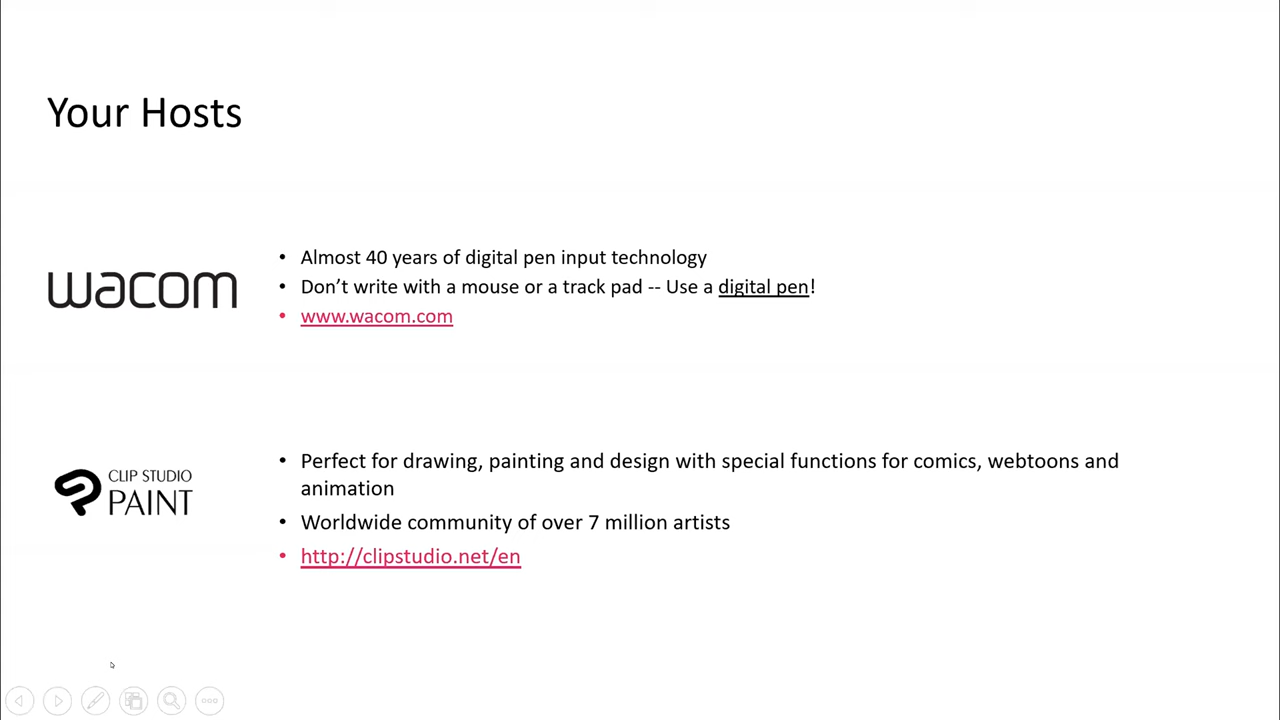 Your Hosts
wacom
• Almost 40 years of digital pen input technology
• Don’t write with a mouse or a track pad -- Use a digital pen!
• www.wacom.com
CLIP STUDIO
PAINT
• Perfect for drawing, painting and design with special functions for comics, webtoons and
animation
• Worldwide community of over 7 million artists
• http://clipstudio.net/en